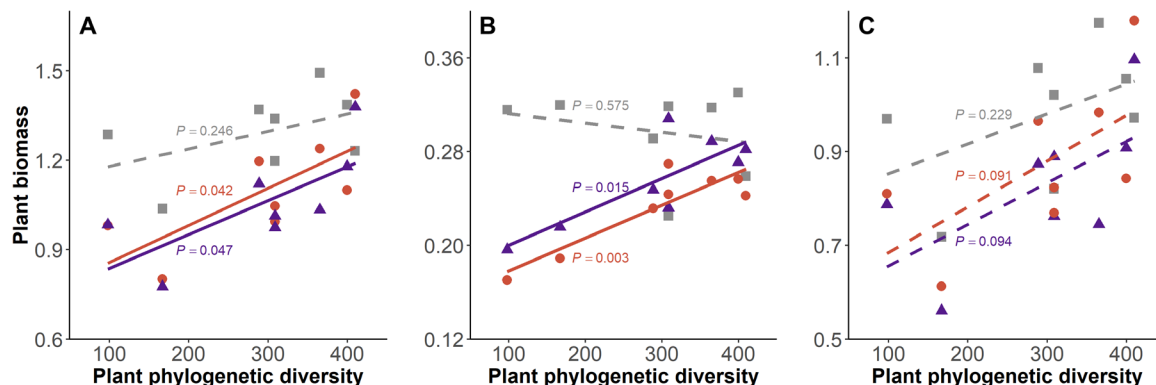 A
B
C
Plant biomass
1.5
1.2
0.9
0.6
P = 0.246
P = 0.042
P = 0.047
100
200
300
400
Plant phylogenetic diversity
0.36
0.28
0.20
0.12
P = 0.575
P = 0.015
P = 0.003
100
200
300
400
Plant phylogenetic diversity
1.1
0.9
0.7
0.5
P = 0.229
P = 0.091
P = 0.094
100
200
300
400
Plant phylogenetic diversity